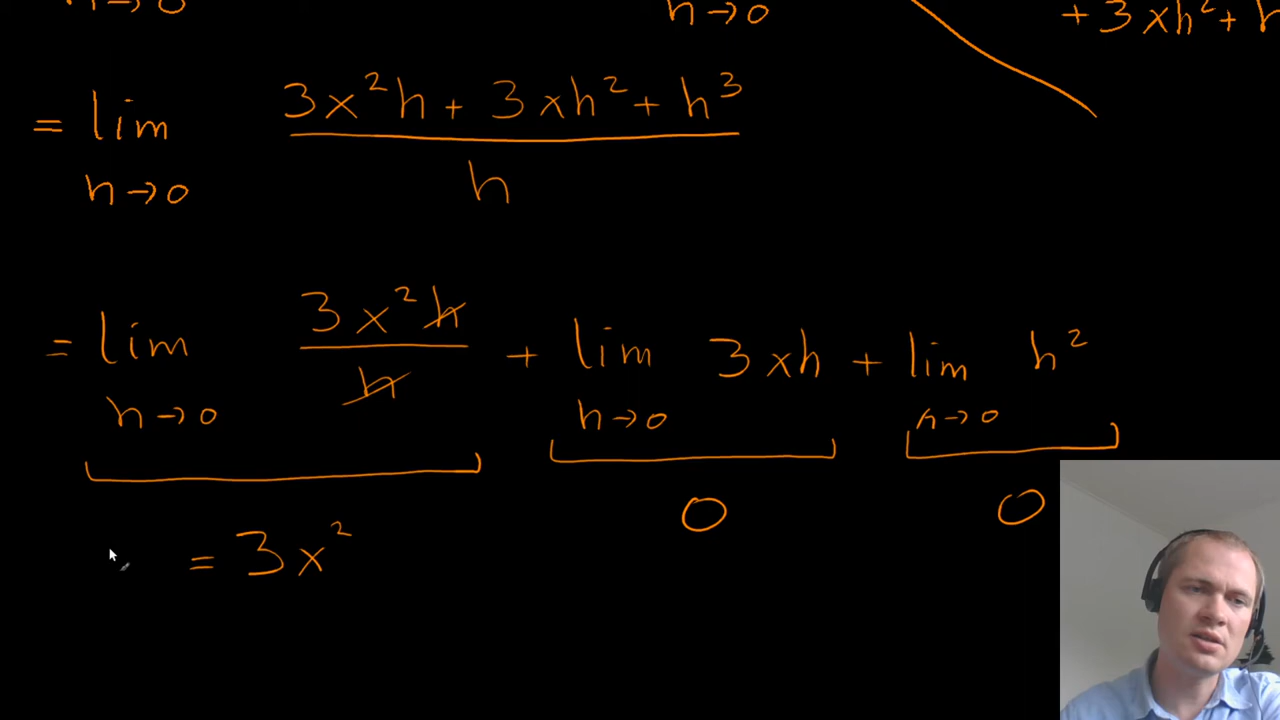 h→0 h→0 + 3xh² + h
= lim 3x²h + 3xh² + h³
h→0 h
= lim 3x²h + lim 3xh + lim h²
h→0 h h→0 h→0
= 3x² 0 0